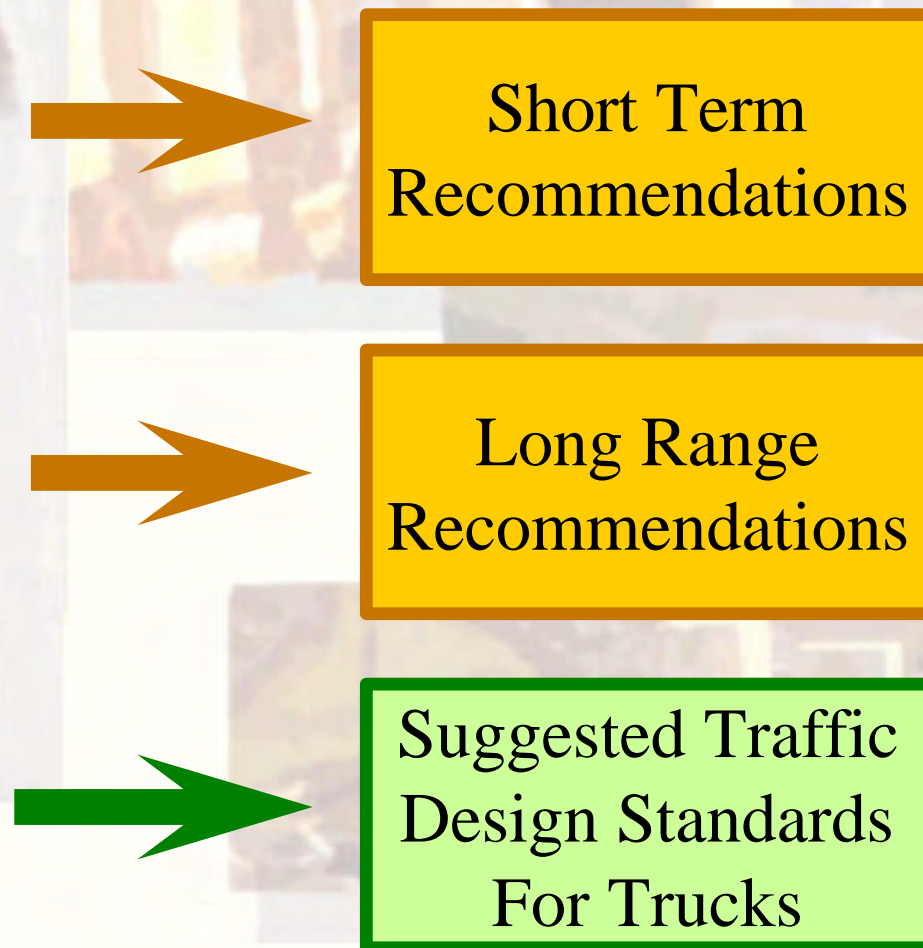 Short Term
Recommendations
Long Range
Recommendations
Suggested Traffic
Design Standards
For Trucks